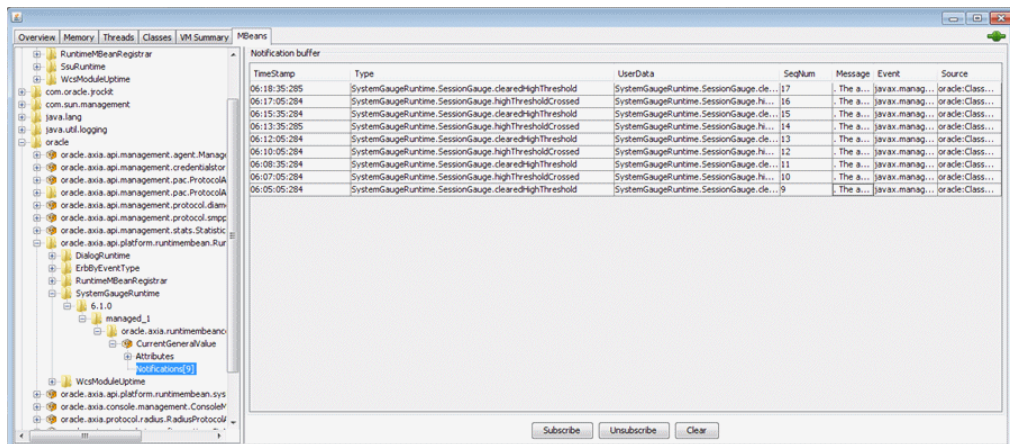 Overview Memory Threads Classes VM Summary MBeans
RuntimeMBeanRegistrar
SsuRuntime
WcsModuleUptime
com.oracle.jrockit
com.sun.management
java.lang
java.util.logging
oracle
oracle.axia.api.management.agent.Manage
oracle.axia.api.management.credentialstor
oracle.axia.api.management.pac.ProtocolA
oracle.axia.api.management.pac.ProtocolA
oracle.axia.api.management.protocol.diam
oracle.axia.api.management.protocol.smpp
oracle.axia.api.management.stats.Statistic
oracle.axia.api.platform.runtimembean.Run
DialogRuntime
ErbByEventType
RuntimeMBeanRegistrar
SystemGaugeRuntime
6.1.0
managed_1
oracle.axia.runtimembeanc
CurrentGeneralValue
Attributes
Notifications[9]
WcsModuleUptime
oracle.axia.api.platform.runtimembean.sys
oracle.axia.console.management.ConsoleM
oracle.axia.protocol.radius.RadiusProtocolA
Notification buffer
TimeStamp Type UserData SeqNum Message Event Source
06:18:35:285 SystemGaugeRuntime.SessionGauge.clearedHighThreshold SystemGaugeRuntime.SessionGauge.cle... 17 . The a... javax.manag... oracle:Class...
06:17:05:284 SystemGaugeRuntime.SessionGauge.highThresholdCrossed SystemGaugeRuntime.SessionGauge.hi... 16 . The a... javax.manag... oracle:Class...
06:15:35:284 SystemGaugeRuntime.SessionGauge.clearedHighThreshold SystemGaugeRuntime.SessionGauge.cle... 15 . The a... javax.manag... oracle:Class...
06:13:35:285 SystemGaugeRuntime.SessionGauge.highThresholdCrossed SystemGaugeRuntime.SessionGauge.hi... 14 . The a... javax.manag... oracle:Class...
06:12:05:284 SystemGaugeRuntime.SessionGauge.clearedHighThreshold SystemGaugeRuntime.SessionGauge.cle... 13 . The a... javax.manag... oracle:Class...
06:10:05:284 SystemGaugeRuntime.SessionGauge.highThresholdCrossed SystemGaugeRuntime.SessionGauge.hi... 12 . The a... javax.manag... oracle:Class...
06:08:35:284 SystemGaugeRuntime.SessionGauge.clearedHighThreshold SystemGaugeRuntime.SessionGauge.cle... 11 . The a... javax.manag... oracle:Class...
06:07:05:284 SystemGaugeRuntime.SessionGauge.highThresholdCrossed SystemGaugeRuntime.SessionGauge.hi... 10 . The a... javax.manag... oracle:Class...
06:05:05:284 SystemGaugeRuntime.SessionGauge.clearedHighThreshold SystemGaugeRuntime.SessionGauge.cle... 9 . The a... javax.manag... oracle:Class...
Subscribe Unsubscribe Clear